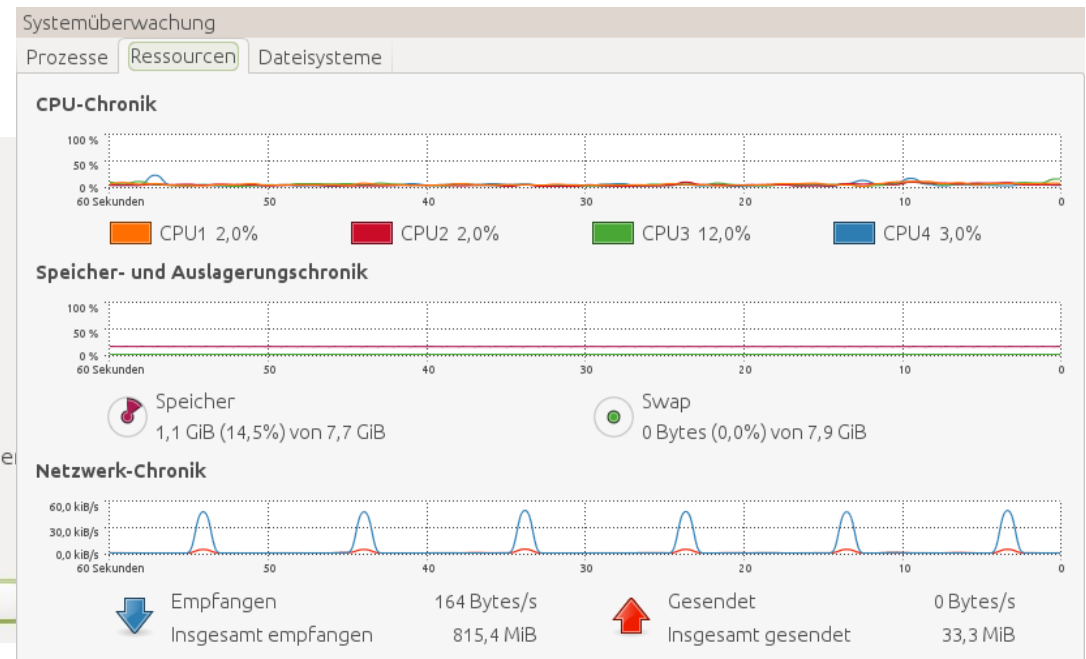 Systemüberwachung
Prozesse Ressourcen Dateisysteme
CPU-Chronik
100 %
50 %
0 %
60 Sekunden 50 40 30 20 10 0
CPU1 2,0% CPU2 2,0% CPU3 12,0% CPU4 3,0%
Speicher- und Auslagerungschronik
100 %
50 %
0 %
60 Sekunden 50 40 30 20 10 0
Speicher Swap
1,1 GiB (14,5%) von 7,7 GiB 0 Bytes (0,0%) von 7,9 GiB
Netzwerk-Chronik
60,0 kiB/s
30,0 kiB/s
0,0 kiB/s
60 Sekunden 50 40 30 20 10 0
Empfangen 164 Bytes/s Gesendet 0 Bytes/s
Insgesamt empfangen 815,4 MiB Insgesamt gesendet 33,3 MiB